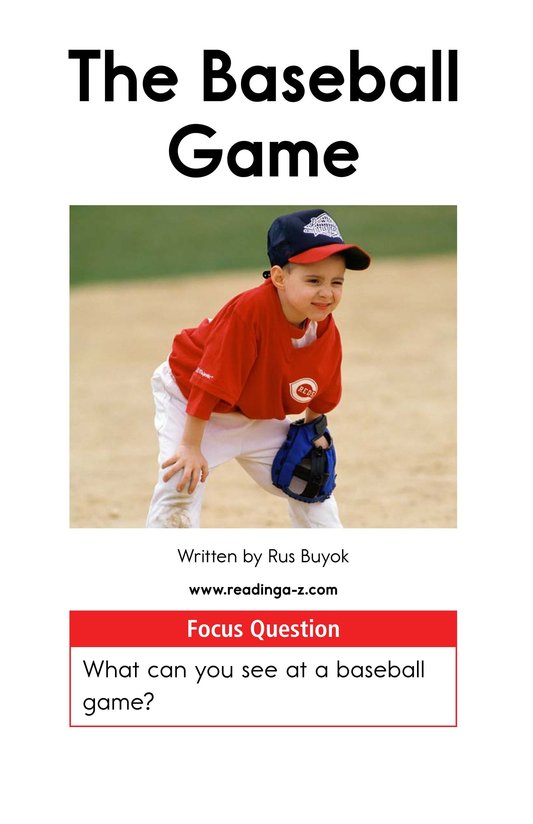 The Baseball
Game
REDS
Written by Rus Buyok
www.readinga-z.com
Focus Question
What can you see at a baseball
game?